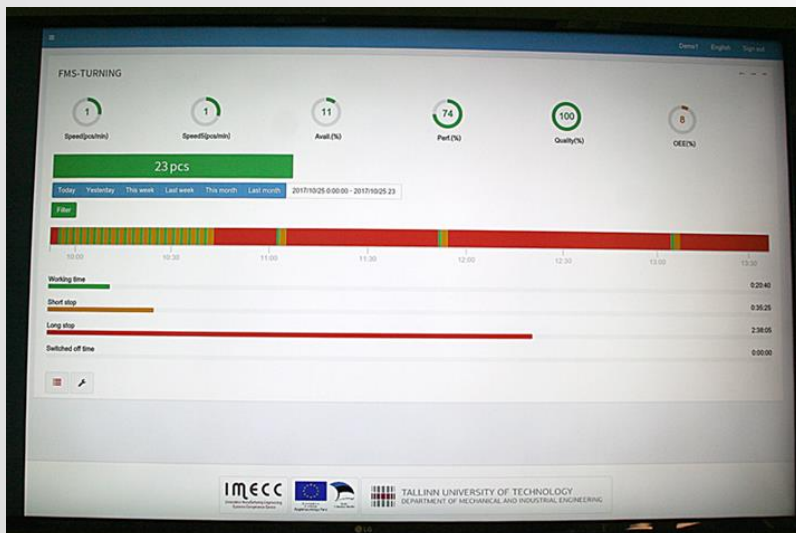 Demo1 English Sign out
FMS-TURNING
1 1 11 74 100 8
Speed(pcs/min) Speed5(pcs/min) Avail.(%) Perf.(%) Quality(%) OEE(%)
23 pcs
Today Yesterday This week Last week This month Last month 2017/10/25 0:00:00 - 2017/10/25 23
Filter
10:00 10:30 11:00 11:30 12:00 12:30 13:00 13:30
Working time
0:20:40
Short stop
0:35:25
Long stop
2:38:05
Switched off time
0:00:00
IMECC
TALLINN UNIVERSITY OF TECHNOLOGY
DEPARTMENT OF MECHANICAL AND INDUSTRIAL ENGINEERING
LG